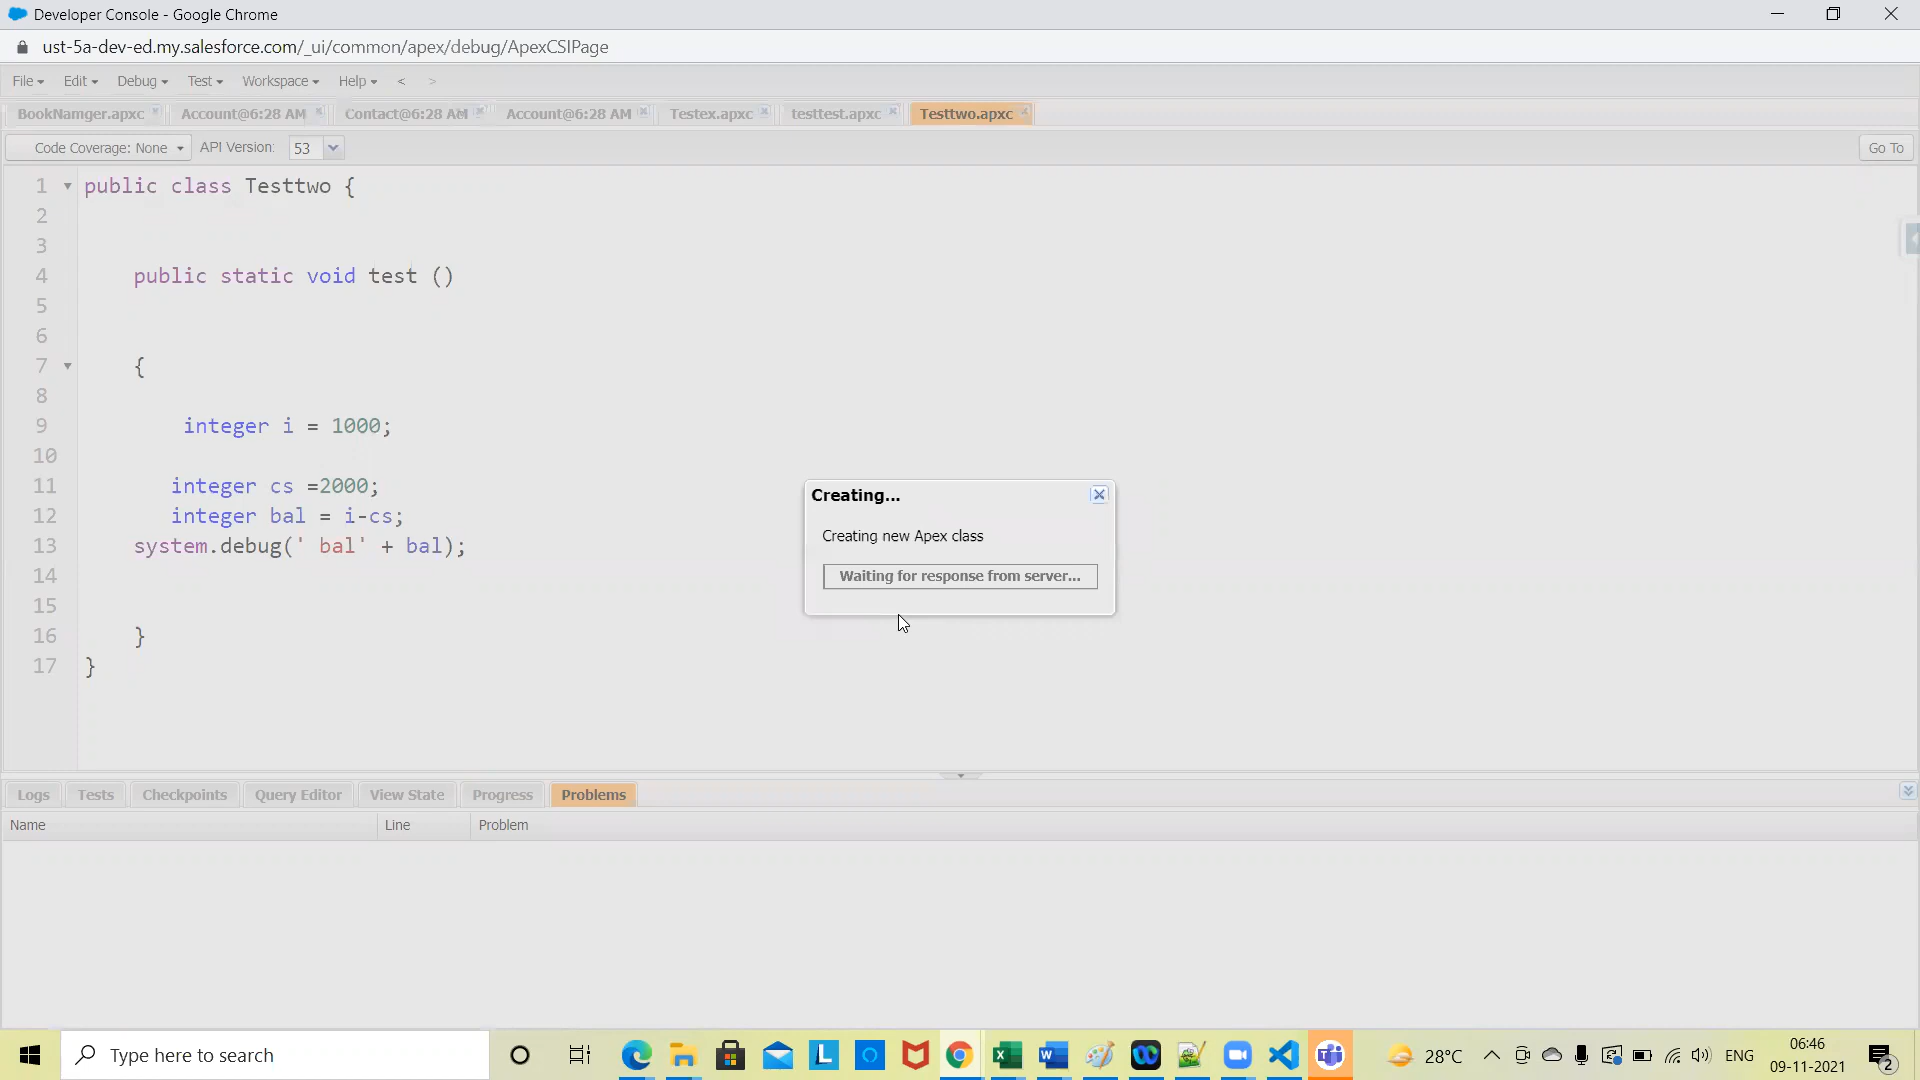 Developer Console - Google Chrome
ust-5a-dev-ed.my.salesforce.com/_ui/common/apex/debug/ApexCSIPage
File Edit Debug Test Workspace Help < >
BookNamger.apxc Account@6:28 AM Contact@6:28 AM Account@6:28 AM Testex.apxc testtest.apxc Testtwo.apxc
Code Coverage: None API Version: 53 Go To
1 public class Testtwo {
2
3
4 public static void test ()
5
6
7 {
8
9 integer i = 1000;
10
11 integer cs =2000;
12 integer bal = i-cs;
13 system.debug(' bal' + bal);
14
15
16 }
17 }
Creating...
Creating new Apex class
Waiting for response from server...
Logs Tests Checkpoints Query Editor View State Progress Problems
Name Line Problem
Type here to search
28°C ENG
06:46
09-11-2021
2